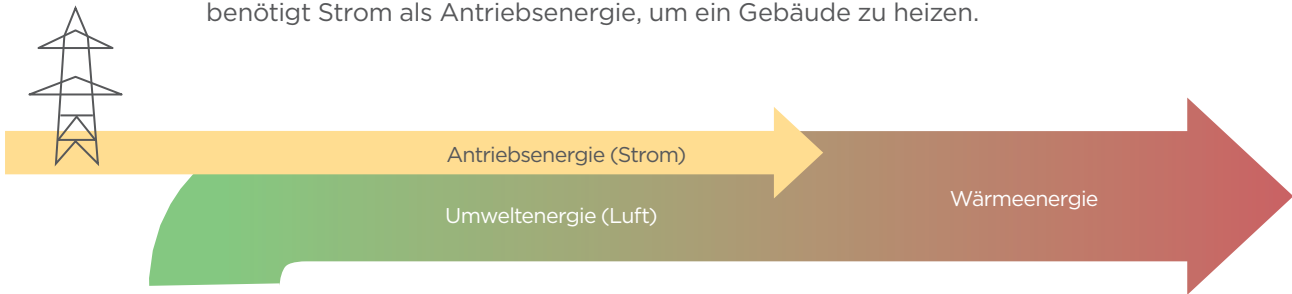 benötigt Strom als Antriebsenergie, um ein Gebäude zu heizen.
Antriebsenergie (Strom)
Wärmeenergie
Umweltenergie (Luft)